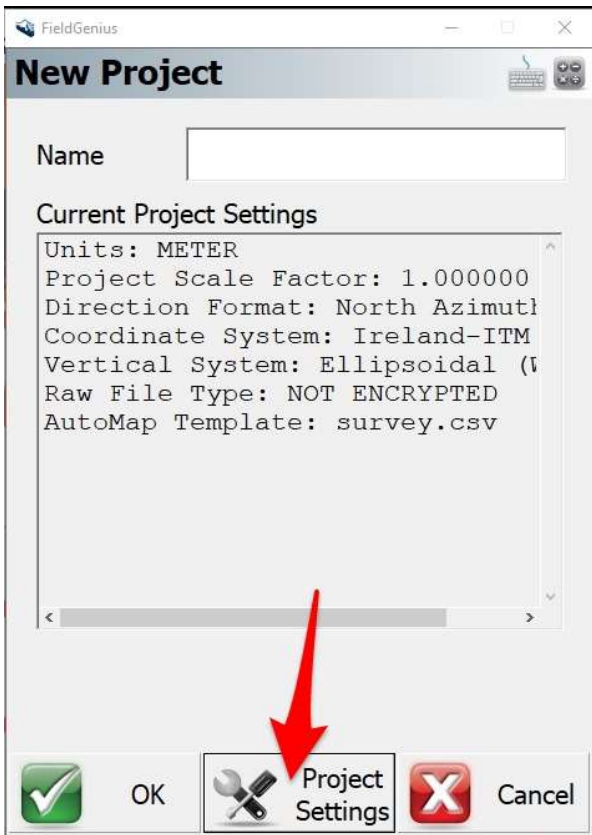 FieldGenius
New Project
Name
Current Project Settings
Units: METER
Project Scale Factor: 1.000000
Direction Format: North Azimuth
Coordinate System: Ireland-ITM
Vertical System: Ellipsoidal (W
Raw File Type: NOT ENCRYPTED
AutoMap Template: survey.csv
OK
Project
Settings
Cancel